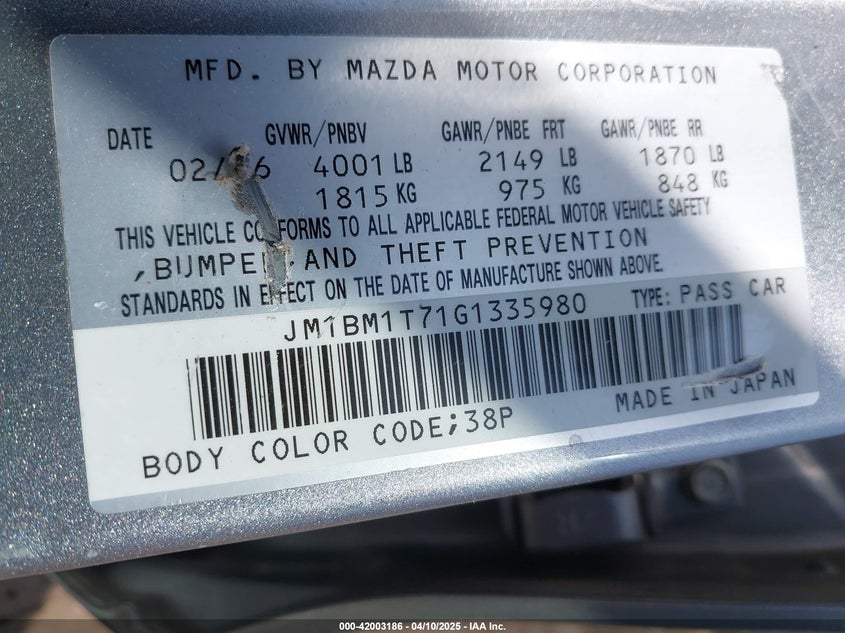 MFD. BY MAZDA MOTOR CORPORATION
DATE GVWR/PNBV GAWR/PNBE FRT GAWR/PNBE RR
4001 LB 2149 LB 1870 LB
1815 KG 975 KG 848 KG
THIS VEHICLE CONFORMS TO ALL APPLICABLE FEDERAL MOTOR VEHICLE SAFETY
,BUMPER AND THEFT PREVENTION
STANDARDS IN EFFECT ON THE DATE OF MANUFACTURE SHOWN ABOVE.
JM1BM1T71G1335980 TYPE: PASS CAR
MADE IN JAPAN
BODY COLOR CODE;38P
000-42003186 - 04/10/2025 - IAA Inc.